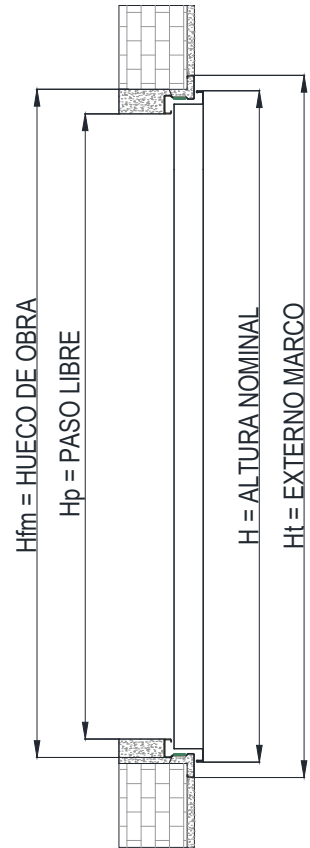 Hfm = HUECO DE OBRA
Hp = PASO LIBRE
H = ALTURA NOMINAL
Ht = EXTERNO MARCO